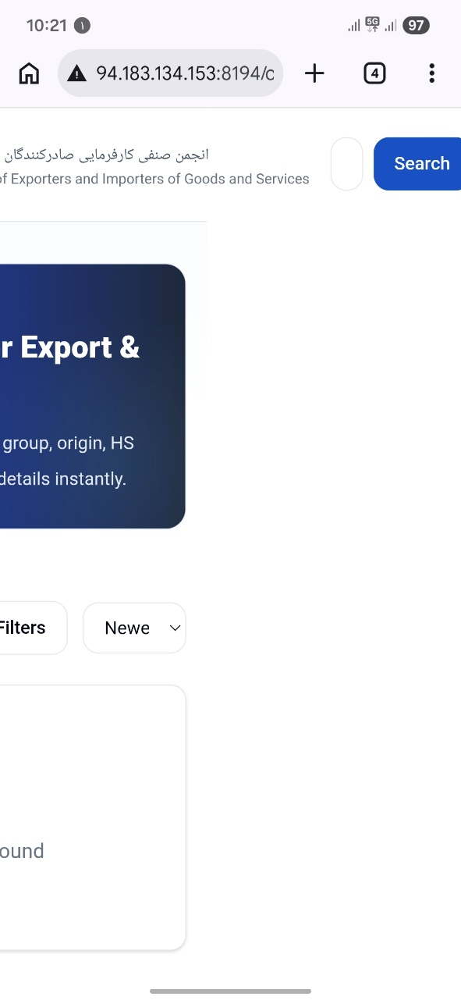 10:21 ۱
5G 97
94.183.134.153:8194/c
4
انجمن صنفی کارفرمایی صادرکنندگان
of Exporters and Importers of Goods and Services
Search
r Export &
group, origin, HS
details instantly.
Filters
Newe
ound